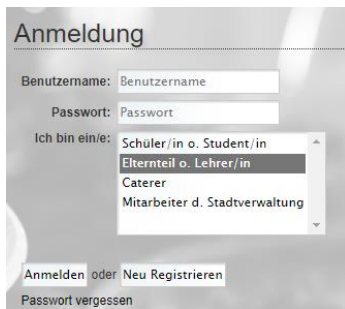 Anmeldung
Benutzername: Benutzername
Passwort: Passwort
Ich bin ein/e: Schüler/in o. Student/in
Elternteil o. Lehrer/in
Caterer
Mitarbeiter d. Stadtverwaltung
Anmelden oder Neu Registrieren
Passwort vergessen